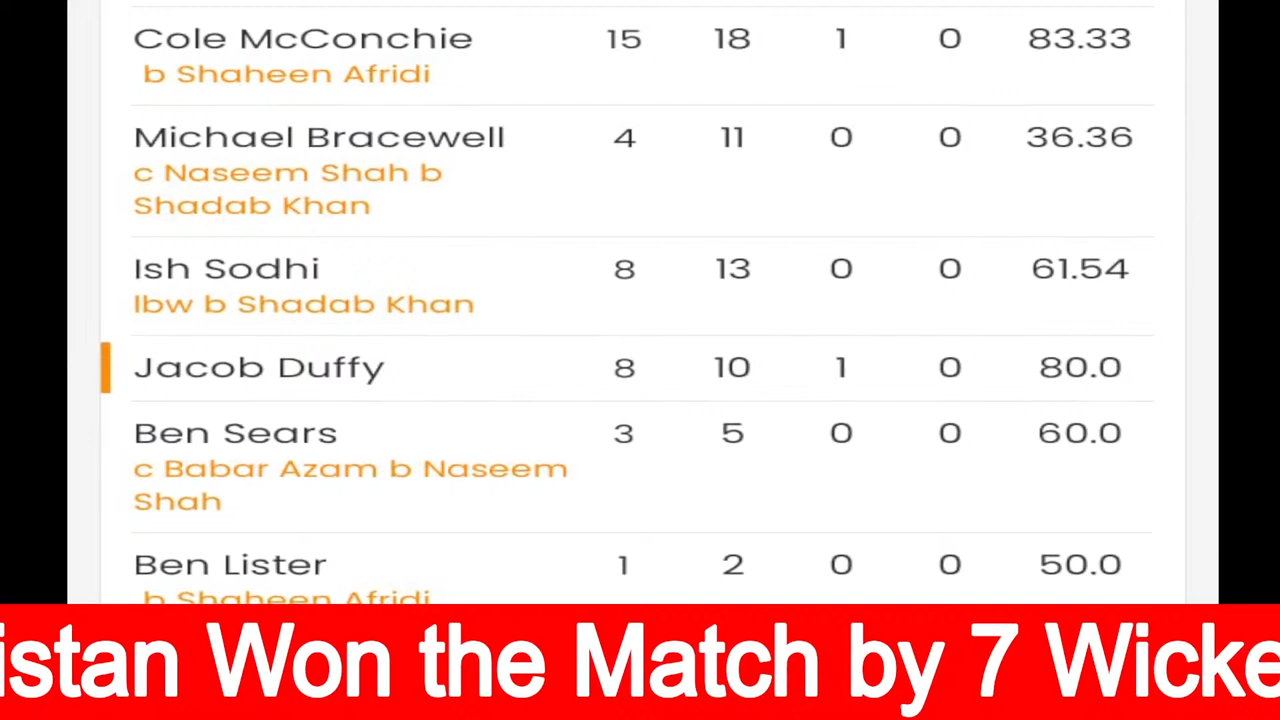 Cole McConchie 15 18 1 0 83.33
b Shaheen Afridi
Michael Bracewell 4 11 0 0 36.36
c Naseem Shah b
Shadab Khan
Ish Sodhi 8 13 0 0 61.54
lbw b Shadab Khan
Jacob Duffy 8 10 1 0 80.0
Ben Sears 3 5 0 0 60.0
c Babar Azam b Naseem
Shah
Ben Lister 1 2 0 0 50.0
b Shaheen Afridi
istan Won the Match by 7 Wicke